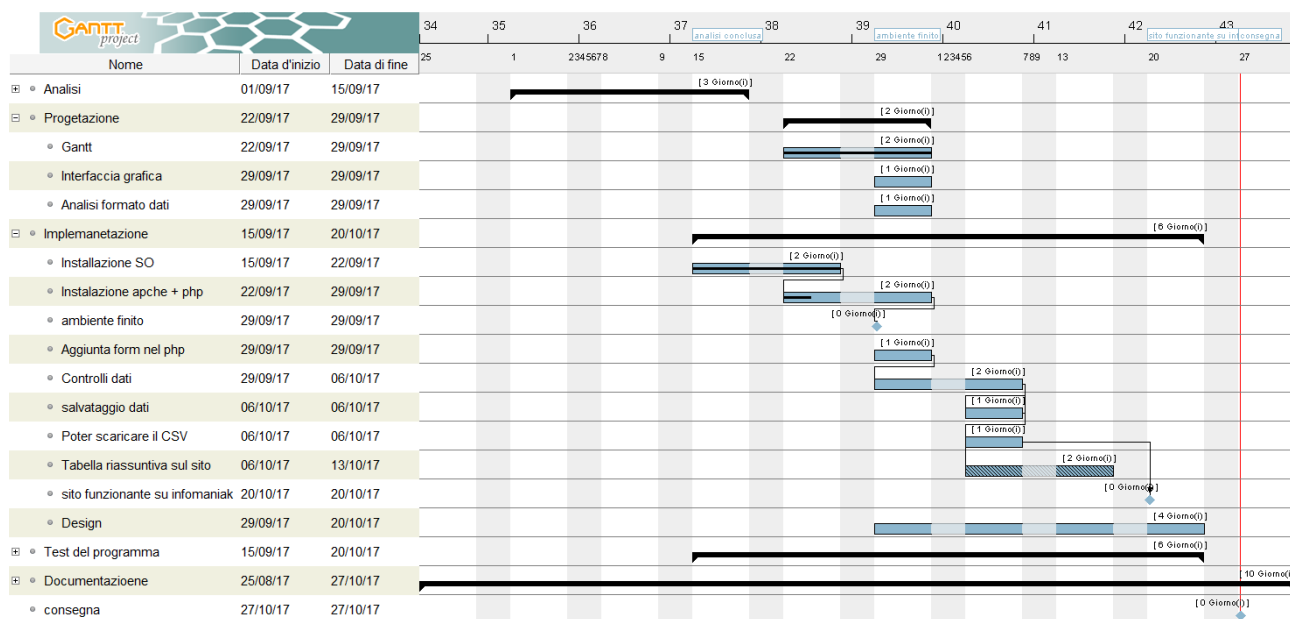 GANTT
project
34 35 36 37 38 39 40 41 42 43
analisi conclusa ambiente finito sito funzionante su in consegna
Nome Data d'inizio Data di fine
25 1 2345678 9 15 22 29 123456 789 13 20 27
Analisi 01/09/17 15/09/17 [3 Giorno(i)]
Progetazione 22/09/17 29/09/17 [2 Giorno(i)]
Gantt 22/09/17 29/09/17 [2 Giorno(i)]
Interfaccia grafica 29/09/17 29/09/17 [1 Giorno(i)]
Analisi formato dati 29/09/17 29/09/17 [1 Giorno(i)]
Implemanetazione 15/09/17 20/10/17 [6 Giorno(i)]
Installazione SO 15/09/17 22/09/17 [2 Giorno(i)]
Instalazione apche + php 22/09/17 29/09/17 [2 Giorno(i)]
ambiente finito 29/09/17 29/09/17 [0 Giorno(i)]
Aggiunta form nel php 29/09/17 29/09/17 [1 Giorno(i)]
Controlli dati 29/09/17 06/10/17 [2 Giorno(i)]
salvataggio dati 06/10/17 06/10/17 [1 Giorno(i)]
Poter scaricare il CSV 06/10/17 06/10/17 [1 Giorno(i)]
Tabella riassuntiva sul sito 06/10/17 13/10/17 [2 Giorno(i)]
sito funzionante su infomaniak 20/10/17 20/10/17 [0 Giorno(i)]
Design 29/09/17 20/10/17 [4 Giorno(i)]
Test del programma 15/09/17 20/10/17 [6 Giorno(i)]
Documentazioene 25/08/17 27/10/17 [10 Giorno(i
consegna 27/10/17 27/10/17 [0 Giorno(i)]